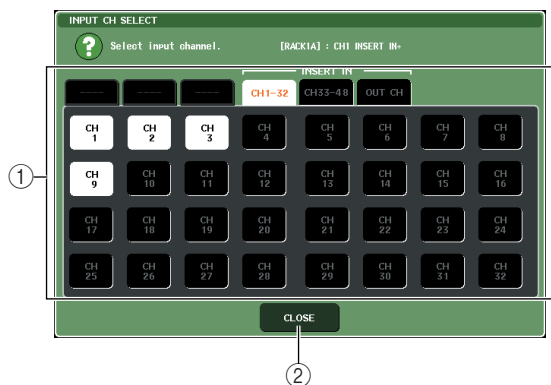 INPUT CH SELECT
Select input channel. [RACK1A] : CH1 INSERT IN+
INSERT IN
---- ---- ---- CH1-32 CH33-48 OUT CH
CH 1 CH 2 CH 3 CH 4 CH 5 CH 6 CH 7 CH 8
CH 9 CH 10 CH 11 CH 12 CH 13 CH 14 CH 15 CH 16
CH 17 CH 18 CH 19 CH 20 CH 21 CH 22 CH 23 CH 24
CH 25 CH 26 CH 27 CH 28 CH 29 CH 30 CH 31 CH 32
CLOSE
1
2